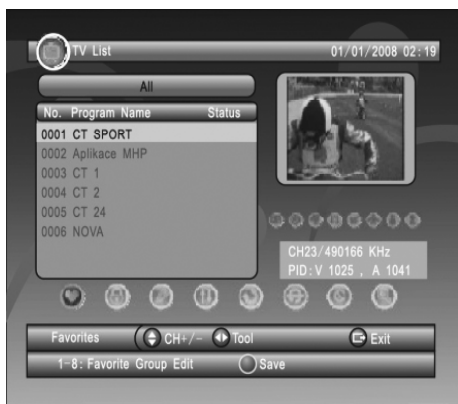 TV List 01/01/2008 02:19
All
No. Program Name Status
0001 CT SPORT
0002 Aplikace MHP
0003 CT 1
0004 CT 2
0005 CT 24
0006 NOVA
CH23/490166 KHz
PID:V 1025 , A 1041
Favorites CH+/- Tool Exit
1-8: Favorite Group Edit Save